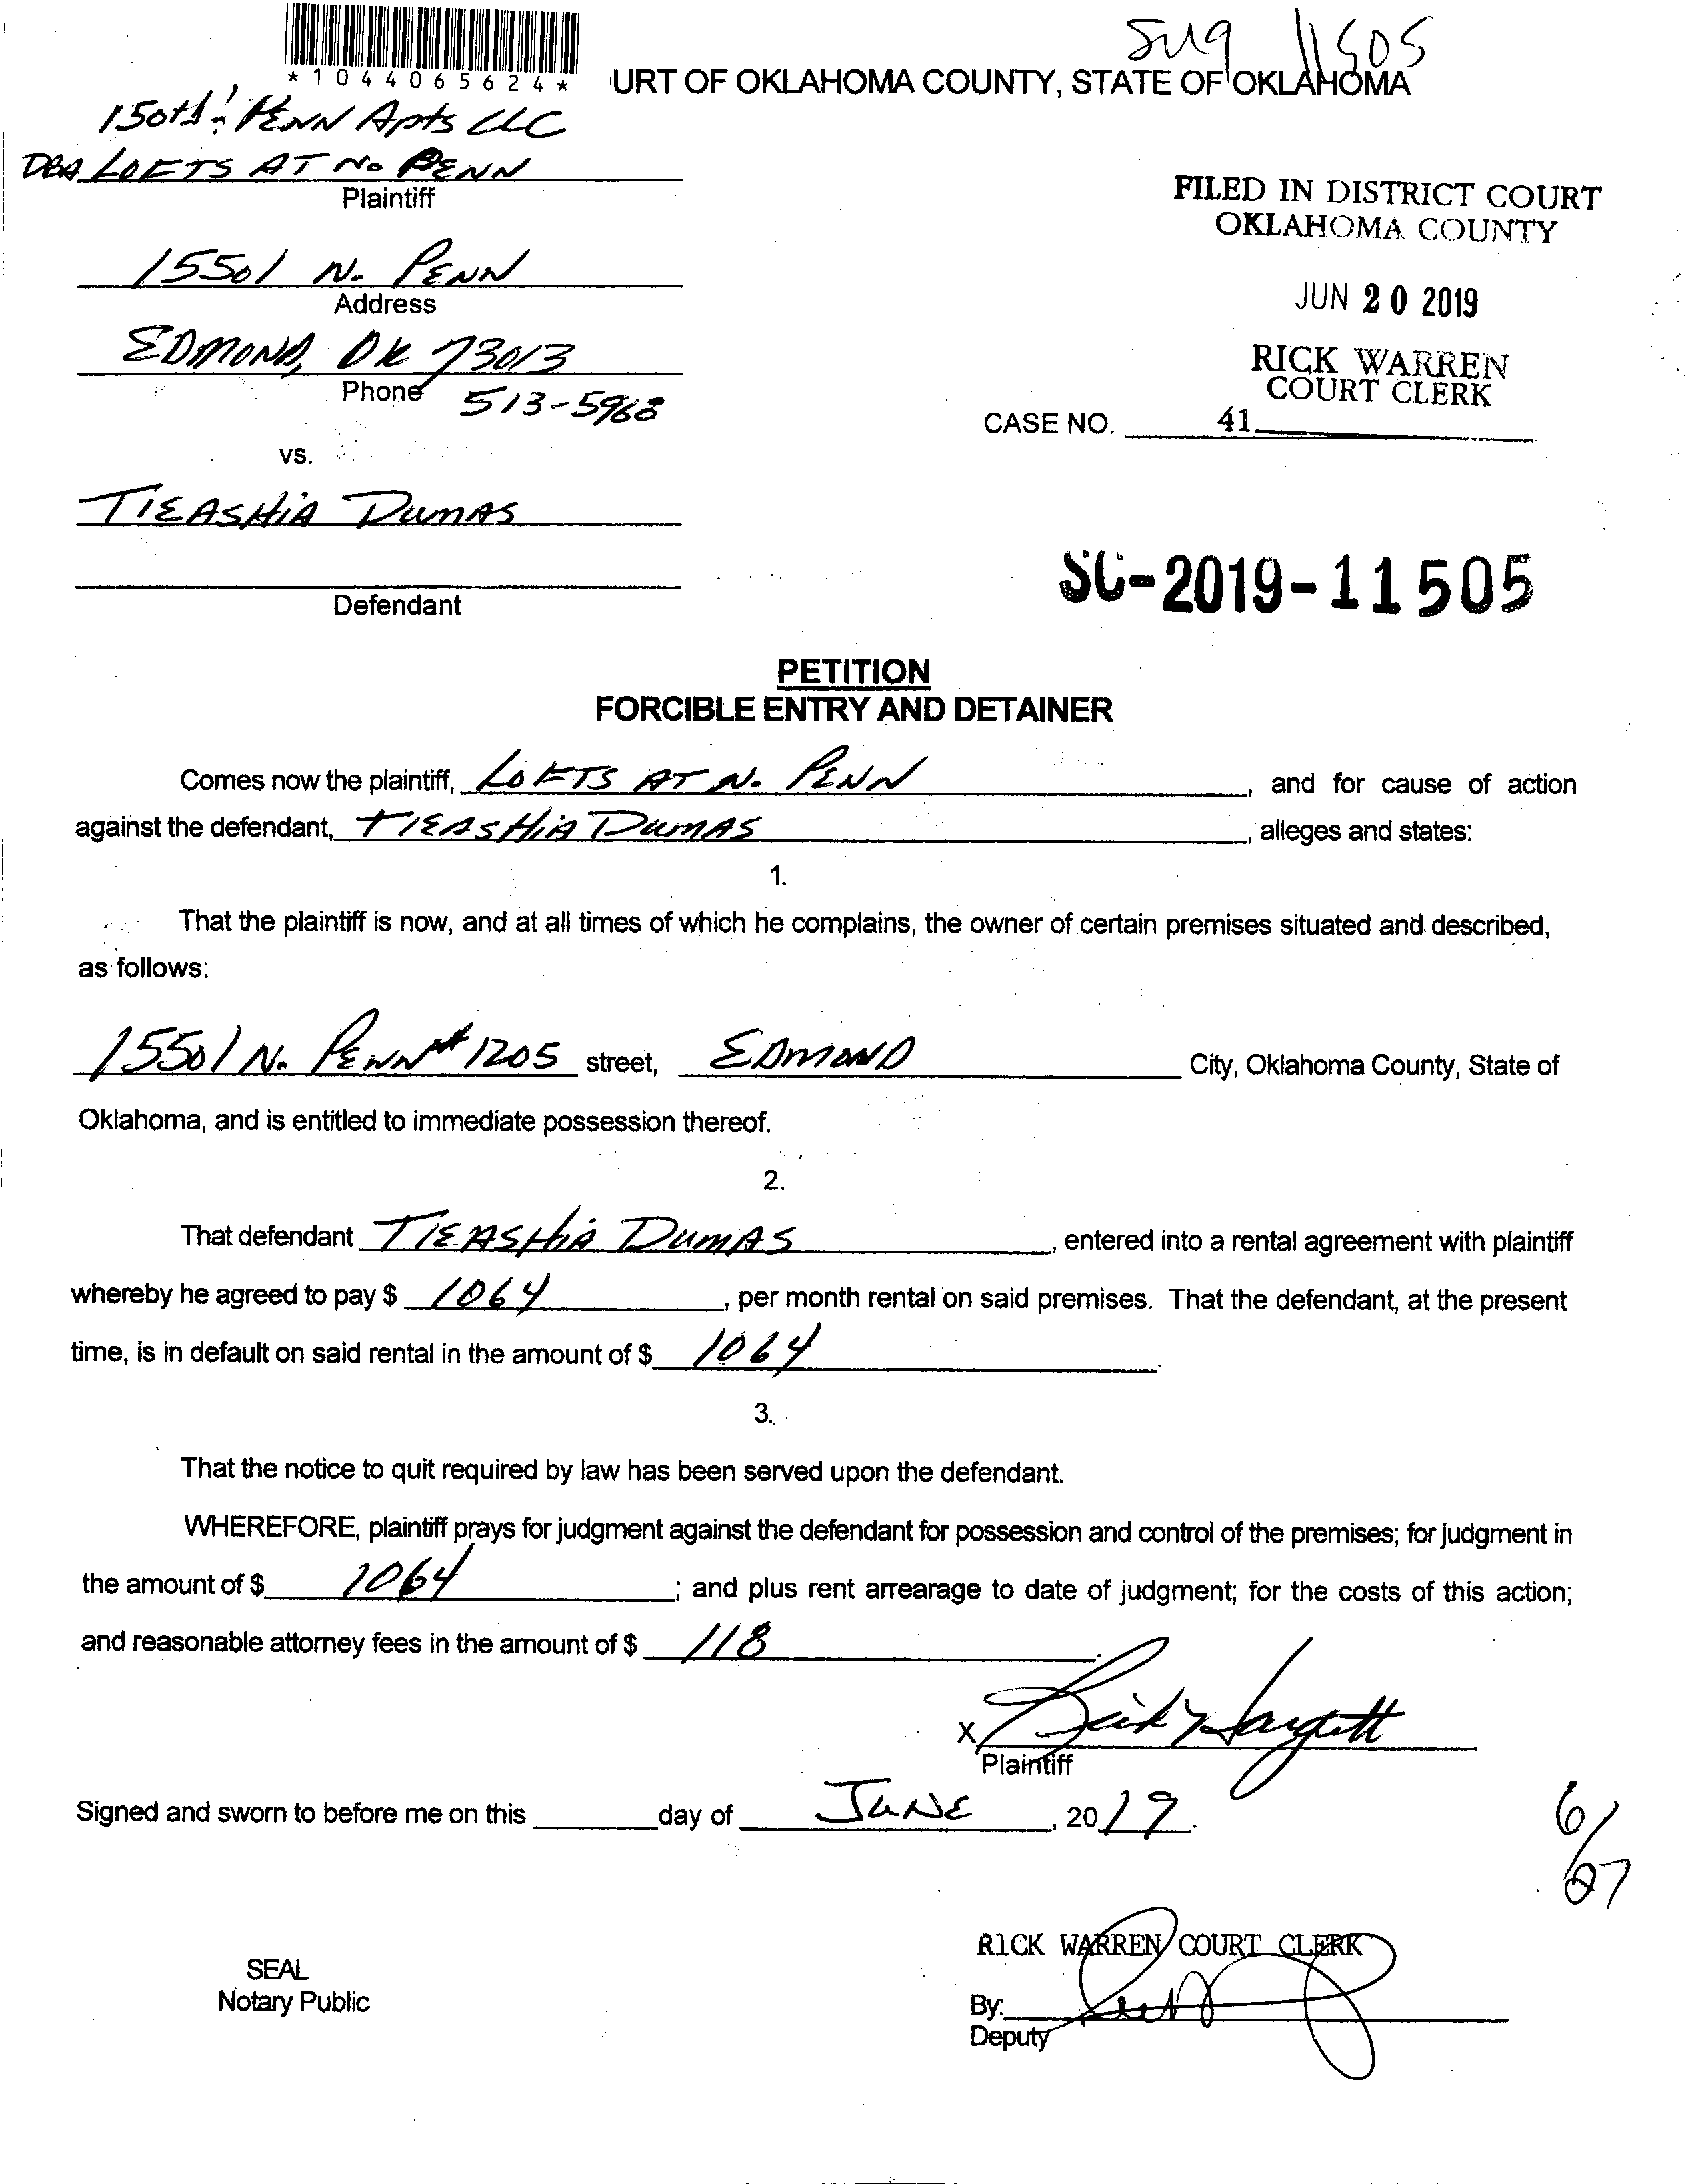 *1044065624*
11505
URT OF OKLAHOMA COUNTY, STATE OF OKLAHOMA
150th & PENN Apts LLC
DBA LOFTS AT No PENN
Plaintiff
FILED IN DISTRICT COURT
OKLAHOMA COUNTY
15501 N. PENN
Address
JUN 20 2019
EDMOND, OK 73013
RICK WARREN
COURT CLERK
Phone 513-5968
CASE NO. 41
vs.
TIEASHIA DUMAS
Defendant
SC-2019-11505
PETITION
FORCIBLE ENTRY AND DETAINER
Comes now the plaintiff, LOFTS AT N. PENN, and for cause of action
against the defendant, TIEASHIA DUMAS, alleges and states:
1.
That the plaintiff is now, and at all times of which he complains, the owner of certain premises situated and described,
as follows:
15501 N. PENN # 1205 street, EDMOND City, Oklahoma County, State of
Oklahoma, and is entitled to immediate possession thereof.
2.
That defendant TIEASHIA DUMAS, entered into a rental agreement with plaintiff
whereby he agreed to pay $ 1064, per month rental on said premises. That the defendant, at the present
time, is in default on said rental in the amount of $ 1064.
3.
That the notice to quit required by law has been served upon the defendant.
WHEREFORE, plaintiff prays for judgment against the defendant for possession and control of the premises; for judgment in
the amount of $ 1064; and plus rent arrearage to date of judgment; for the costs of this action;
and reasonable attorney fees in the amount of $ 118.
X
Plaintiff
Signed and sworn to before me on this day of JUNE, 2019.
6/27
RICK WARREN COURT CLERK
SEAL
Notary Public
By:
Deputy